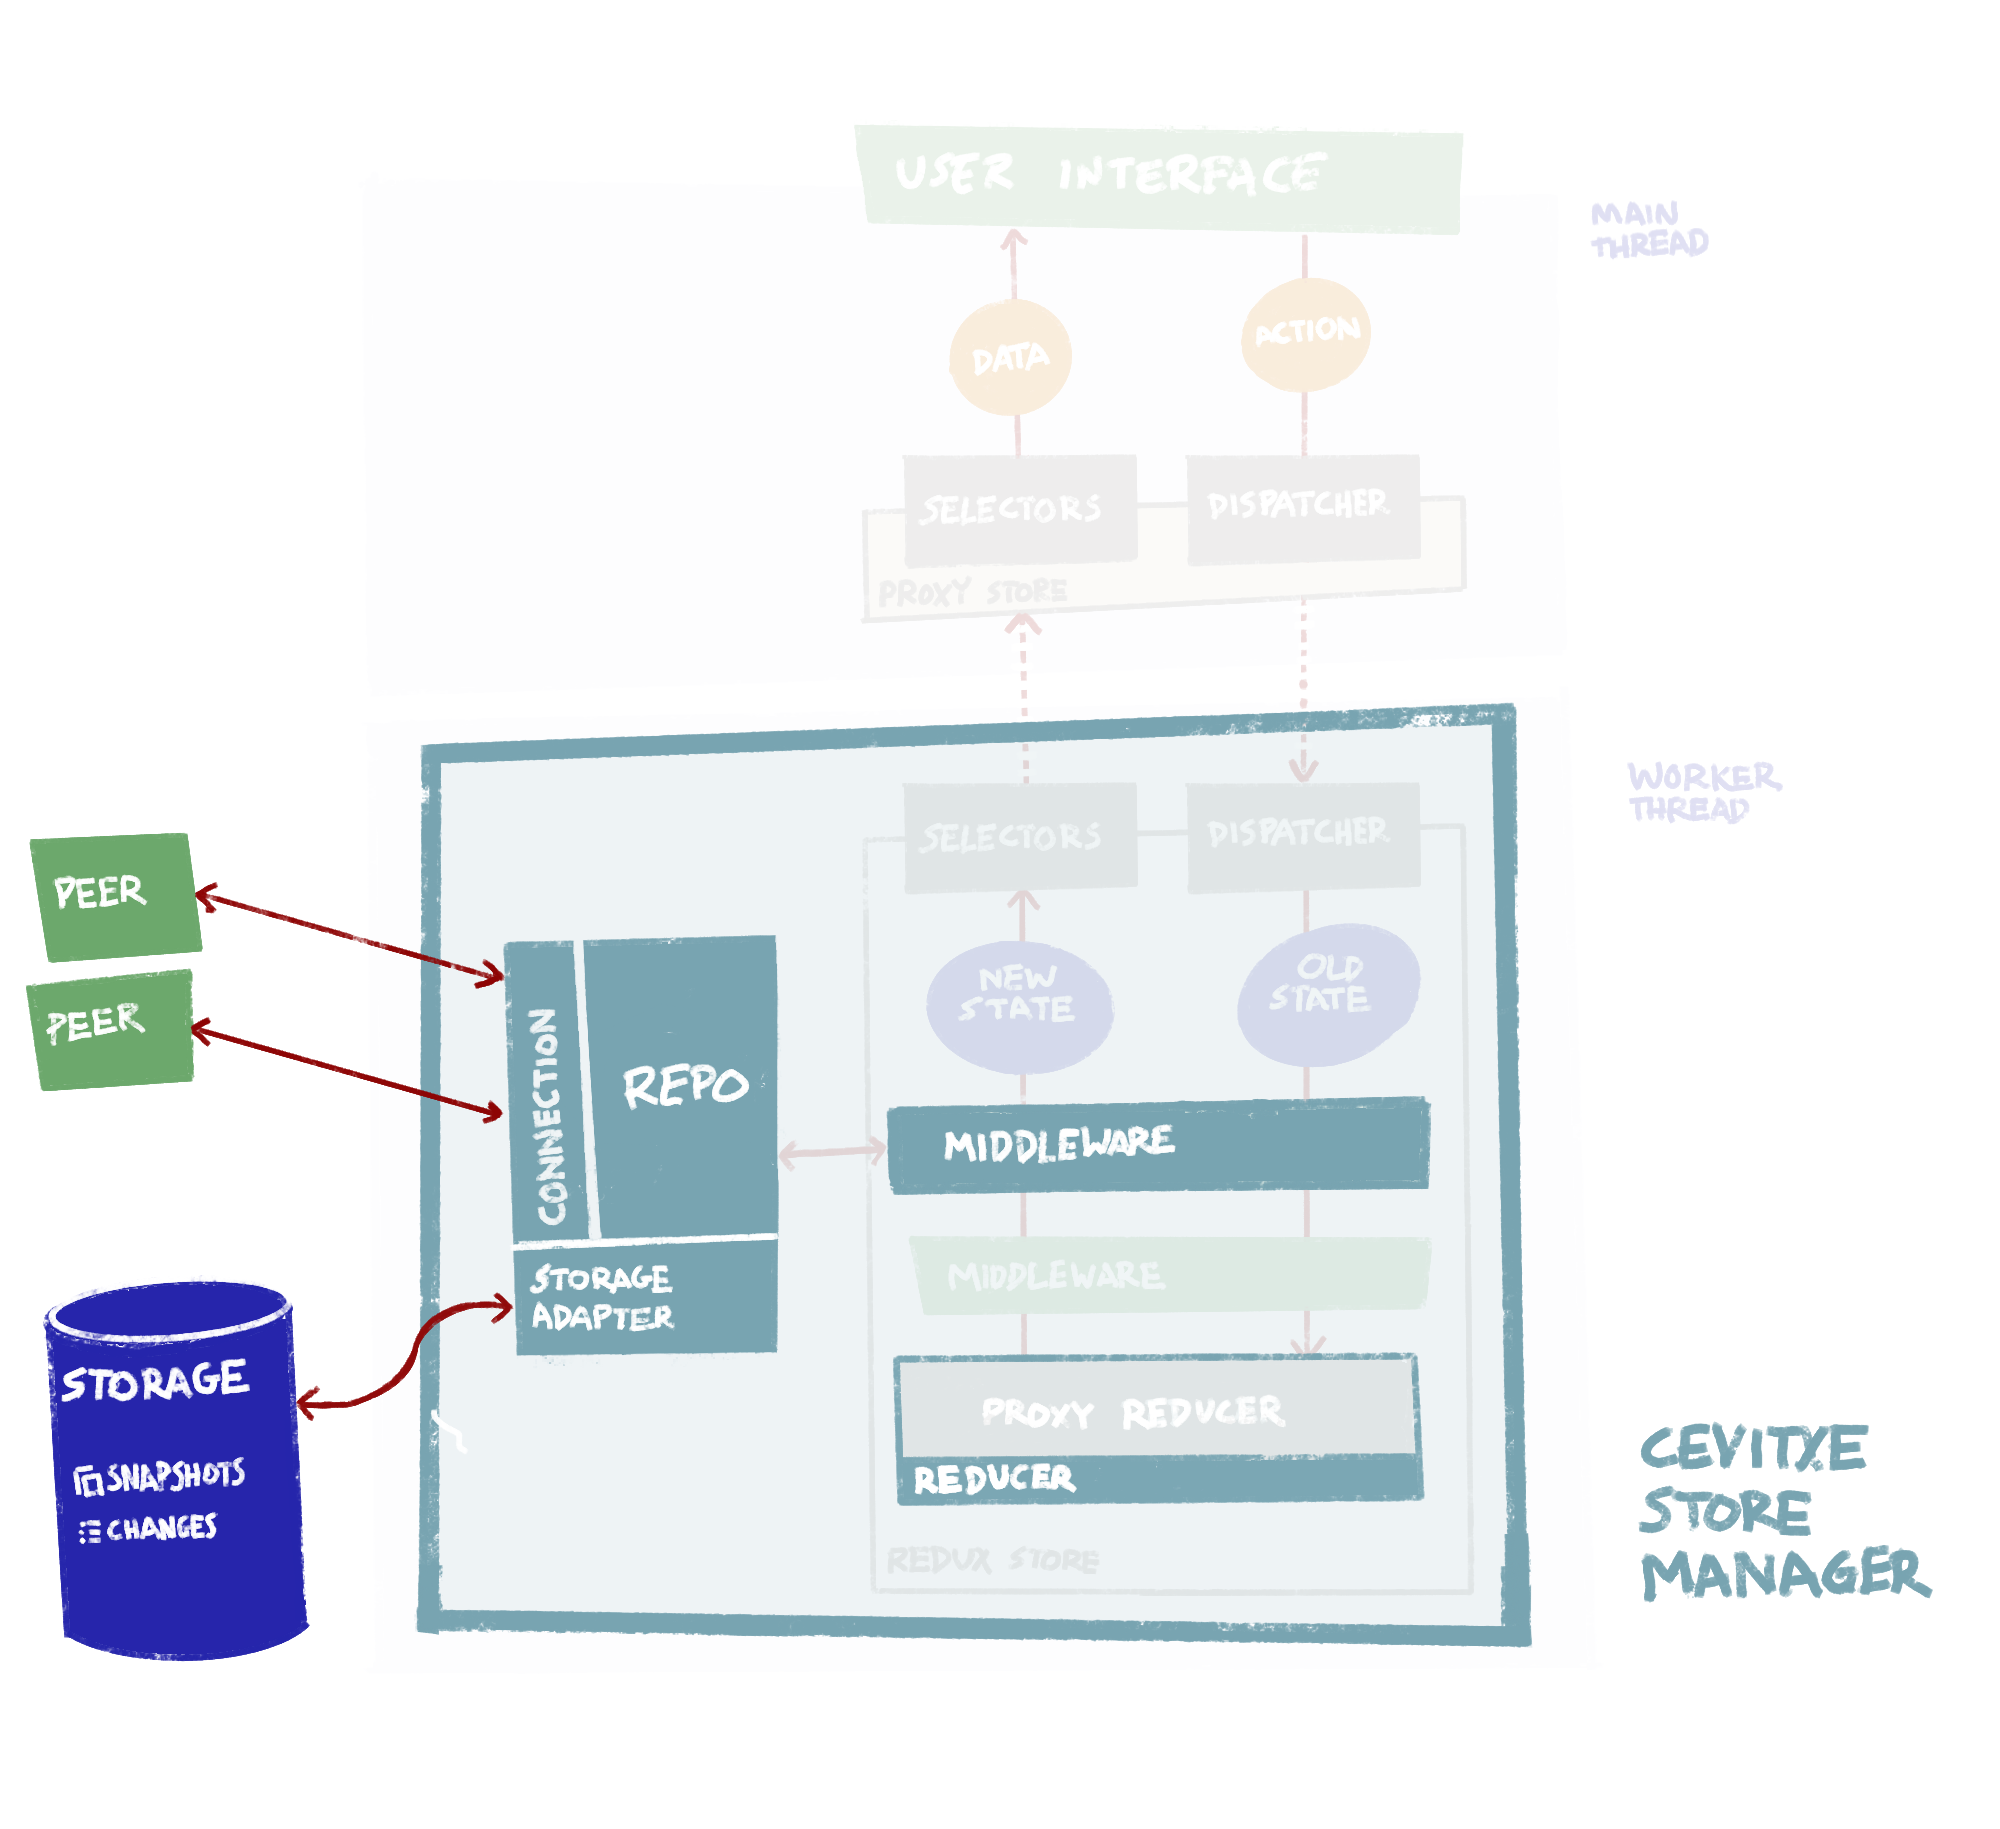 USER INTERFACE
MAIN
THREAD
DATA
ACTION
SELECTORS
DISPATCHER
PROXY STORE
WORKER
THREAD
SELECTORS
DISPATCHER
PEER
PEER
NEW
STATE
OLD
STATE
CONNECTION
REPO
MIDDLEWARE
STORAGE
ADAPTER
MIDDLEWARE
STORAGE
SNAPSHOTS
CHANGES
PROXY REDUCER
REDUCER
REDUX STORE
CEVITXE
STORE
MANAGER